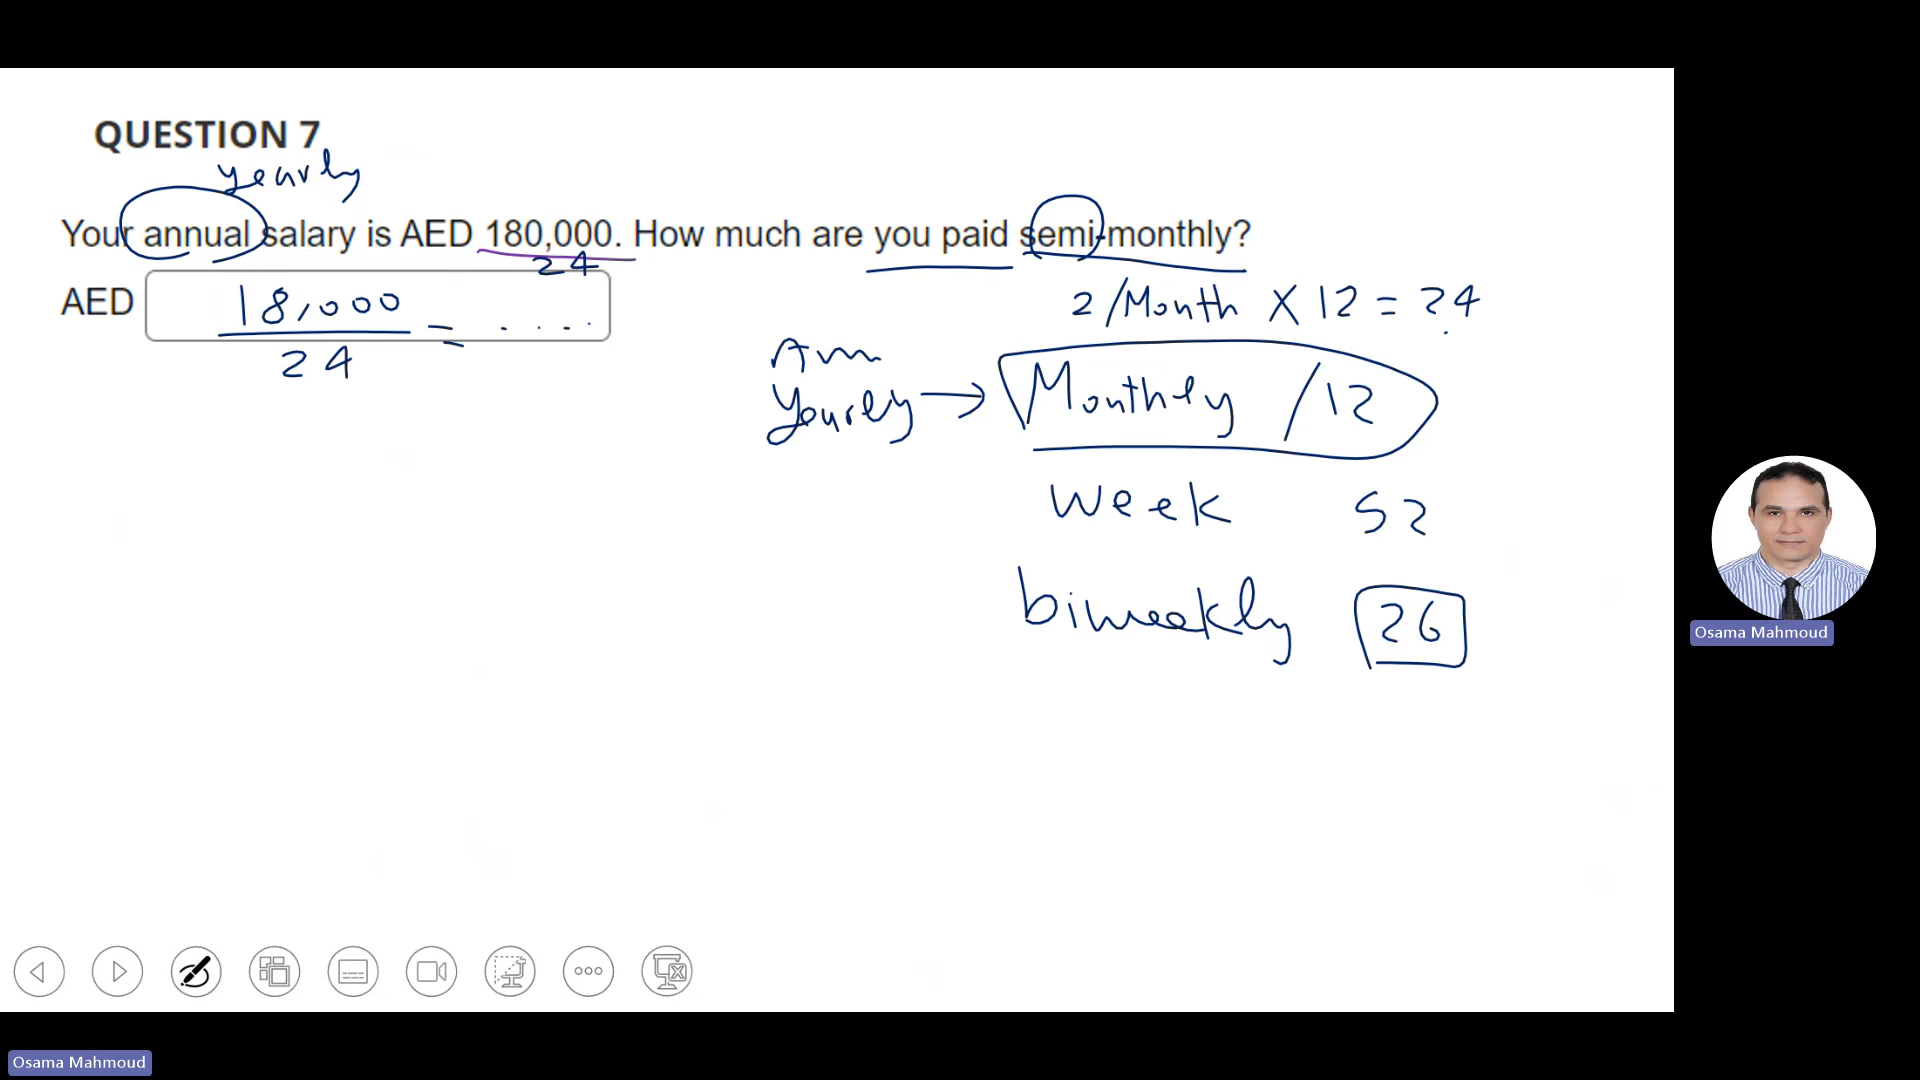 QUESTION 7
yearly
Your annual salary is AED 180,000. How much are you paid semi-monthly?
24
AED 18,000 = .....
24
2/Month X 12 = 24
Ann
Yearly → Monthly /12
week 52
biweekly 26
Osama Mahmoud
Osama Mahmoud